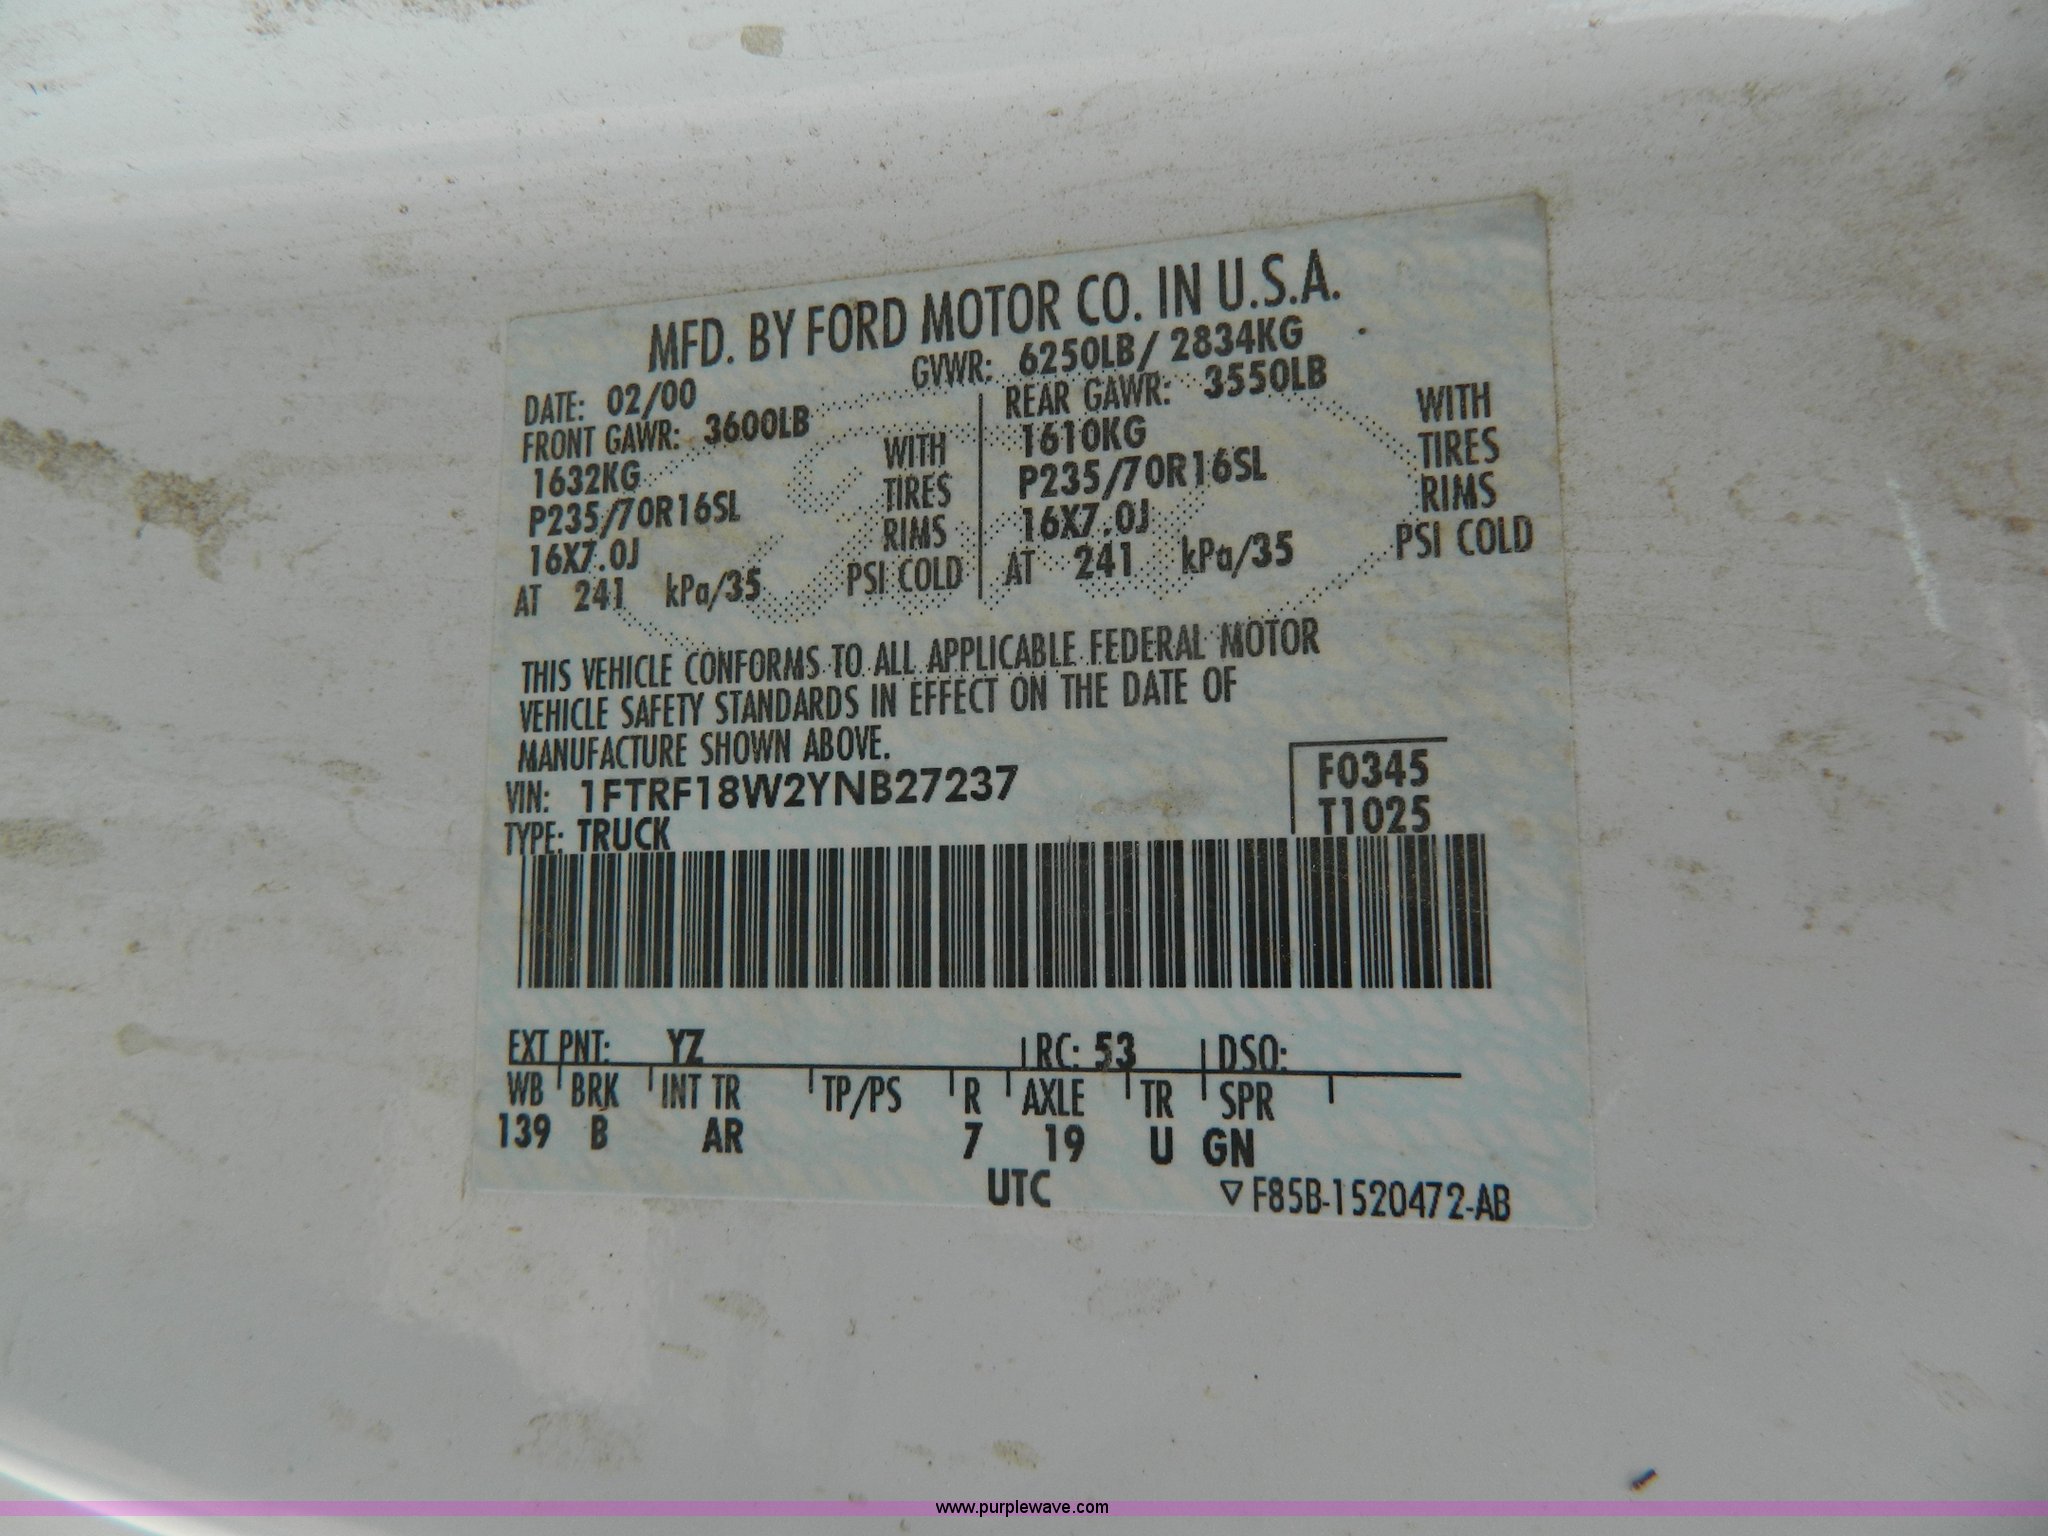 MFD. BY FORD MOTOR CO. IN U.S.A.
DATE: 02/00 GVWR: 6250LB/ 2834KG
FRONT GAWR: 3600LB REAR GAWR: 3550LB
1632KG WITH 1610KG WITH
P235/70R16SL TIRES P235/70R16SL TIRES
16X7.0J RIMS 16X7.0J RIMS
AT 241 kPa/35 PSI COLD AT 241 kPa/35 PSI COLD
THIS VEHICLE CONFORMS TO ALL APPLICABLE FEDERAL MOTOR
VEHICLE SAFETY STANDARDS IN EFFECT ON THE DATE OF
MANUFACTURE SHOWN ABOVE.
VIN: 1FTRF18W2YNB27237 F0345
TYPE: TRUCK T1025
EXT PNT: YZ RC: 53 DSO:
WB BRK INT TR TP/PS R AXLE TR SPR
139 B AR 7 19 U GN
UTC ▽ F85B-1520472-AB
www.purplewave.com